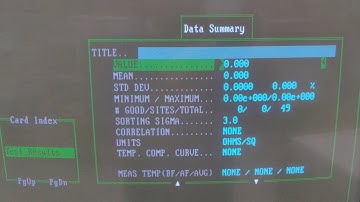 Data Summary
TITLE..
VALUE................. 0.000
MEAN.................. 0.000
STD DEV............... 0.0000 0.000 %
MINIMUM / MAXIMUM... 0.00e+000/0.00e+000
# GOOD/SITES/TOTAL.. 0/ 0/ 49
SORTING SIGMA....... 3.0
CORRELATION......... NONE
UNITS OHMS/SQ
TEMP. COMP. CURVE... NONE
MEAS TEMP(BF/AF/AVG) NONE / NONE / NONE
Card Index
Test Results
PgUp PgDn